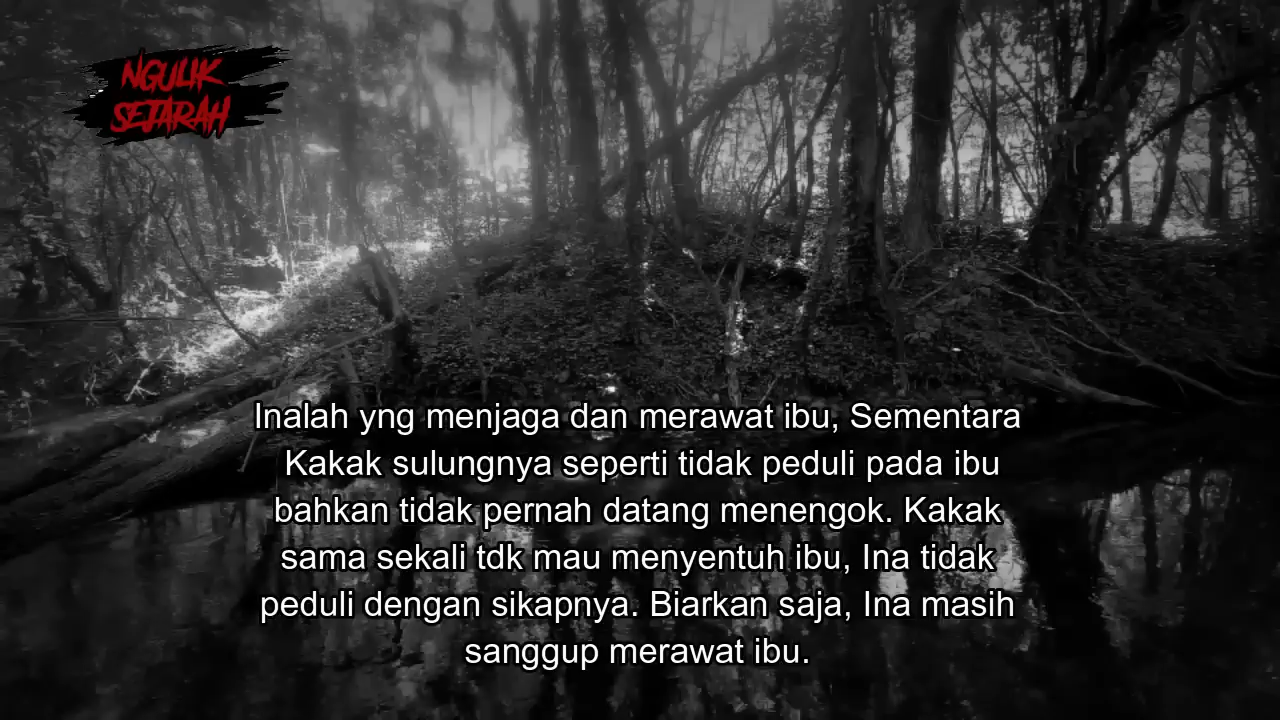 NGULIK
SEJARAH
Inalah yng menjaga dan merawat ibu, Sementara
Kakak sulungnya seperti tidak peduli pada ibu
bahkan tidak pernah datang menengok. Kakak
sama sekali tdk mau menyentuh ibu, Ina tidak
peduli dengan sikapnya. Biarkan saja, Ina masih
sanggup merawat ibu.